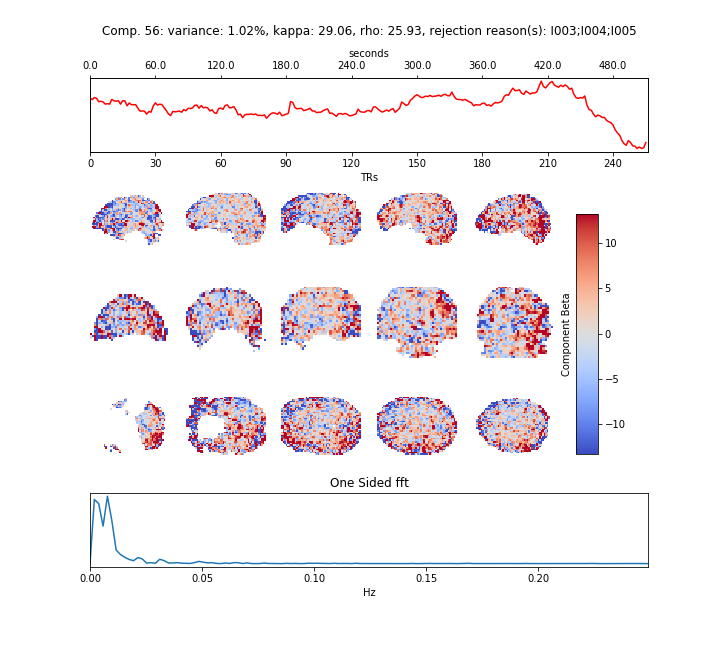 Comp. 56: variance: 1.02%, kappa: 29.06, rho: 25.93, rejection reason(s): I003;I004;I005
seconds
0.0 60.0 120.0 180.0 240.0 300.0 360.0 420.0 480.0
0 30 60 90 120 150 180 210 240
TRs
10
5
0
−5
−10
Component Beta
One Sided fft
0.00 0.05 0.10 0.15 0.20
Hz